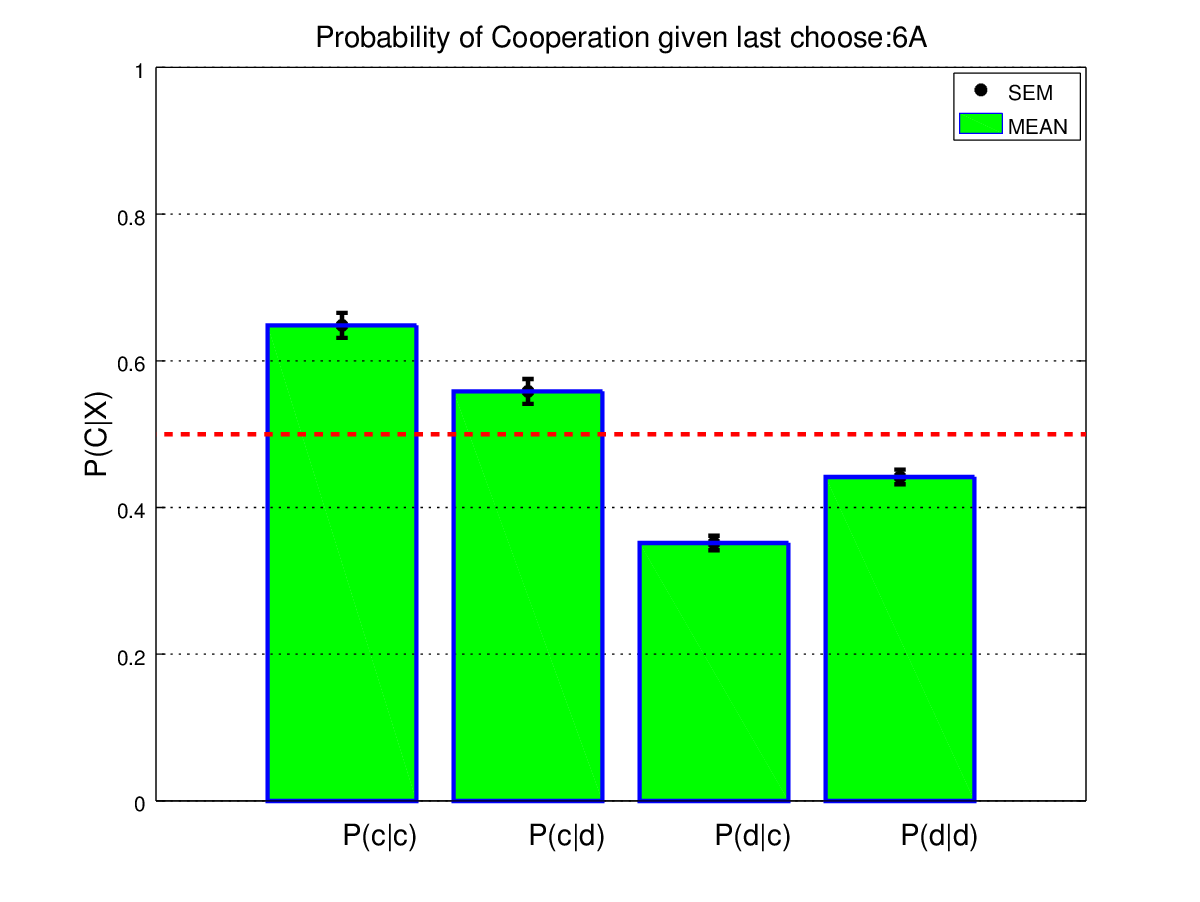 Probability of Cooperation given last choose:6A
SEM
MEAN
1
0.8
0.6
0.4
0.2
0
P(C|X)
P(c|c) P(c|d) P(d|c) P(d|d)